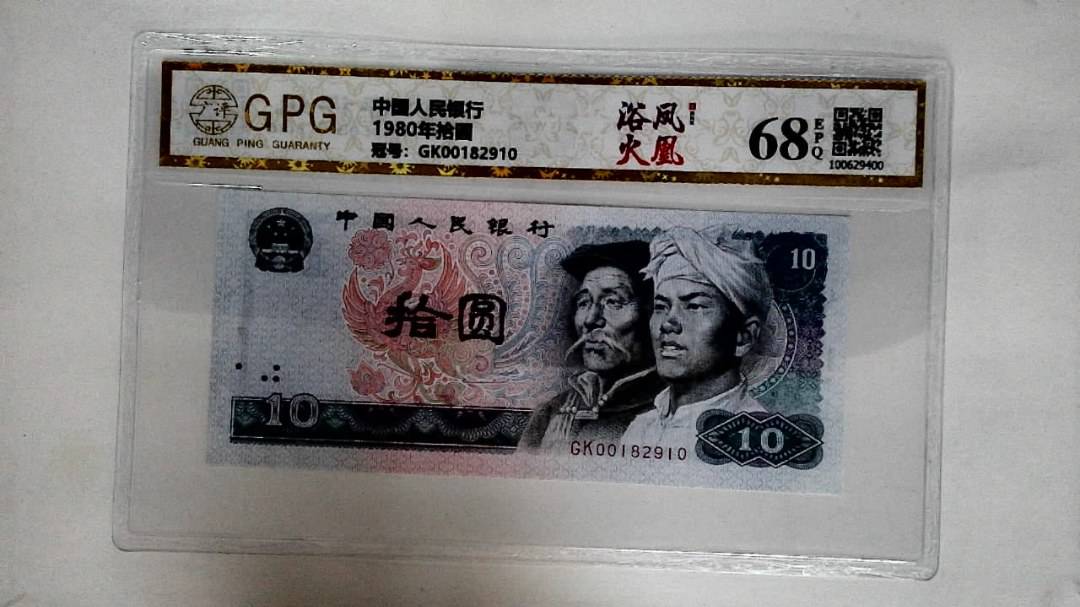 GPG
GUANG PING GUARANTY
中国人民银行
1980年拾圆
冠号：GK00182910
浴凤
火凰
68
EPQ
100629400
中國人民銀行
10
拾圆
10
GK00182910
10